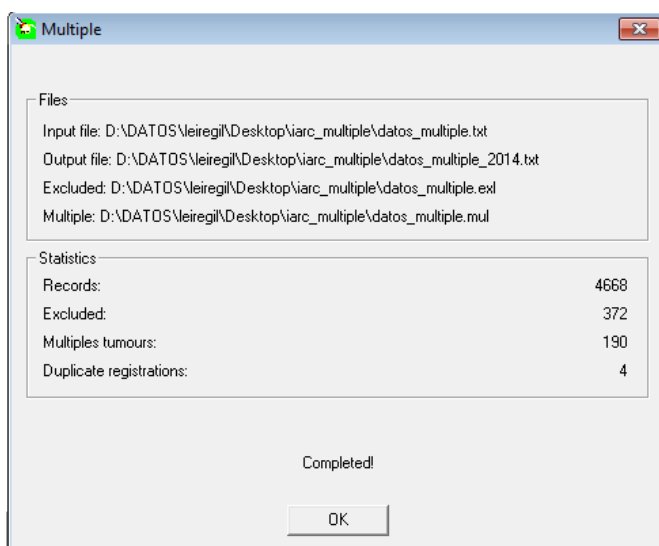 Multiple
Files
Input file: D:\DATOS\leiregil\Desktop\iarc_multiple\datos_multiple.txt
Output file: D:\DATOS\leiregil\Desktop\iarc_multiple\datos_multiple_2014.txt
Excluded: D:\DATOS\leiregil\Desktop\iarc_multiple\datos_multiple.exl
Multiple: D:\DATOS\leiregil\Desktop\iarc_multiple\datos_multiple.mul
Statistics
Records: 4668
Excluded: 372
Multiples tumours: 190
Duplicate registrations: 4
Completed!
OK